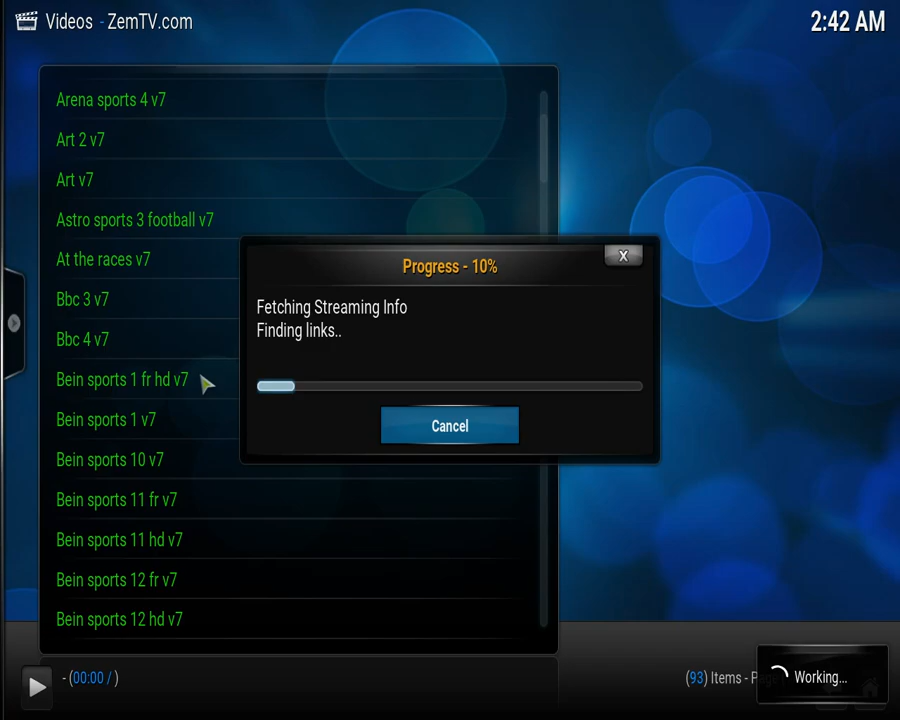 Videos - ZemTV.com
2:42 AM
Arena sports 4 v7
Art 2 v7
Art v7
Astro sports 3 football v7
At the races v7
Bbc 3 v7
Bbc 4 v7
Bein sports 1 fr hd v7
Bein sports 1 v7
Bein sports 10 v7
Bein sports 11 fr v7
Bein sports 11 hd v7
Bein sports 12 fr v7
Bein sports 12 hd v7
Progress - 10%
X
Fetching Streaming Info
Finding links..
Cancel
- (00:00 / )
(93) Items -
Working...